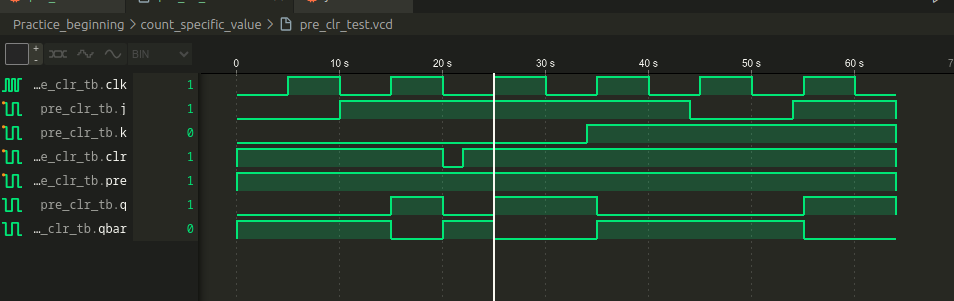 Practice_beginning > count_specific_value > pre_clr_test.vcd
+
- BIN
0 10 s 20 s 30 s 40 s 50 s 60 s 7
…e_clr_tb.clk 1
pre_clr_tb.j 1
pre_clr_tb.k 0
…e_clr_tb.clr 1
…e_clr_tb.pre 1
pre_clr_tb.q 1
…_clr_tb.qbar 0